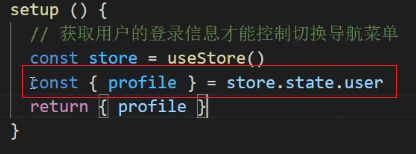 setup () {
// 获取用户的登录信息才能控制切换导航菜单
const store = useStore()
const { profile } = store.state.user
return { profile }
}